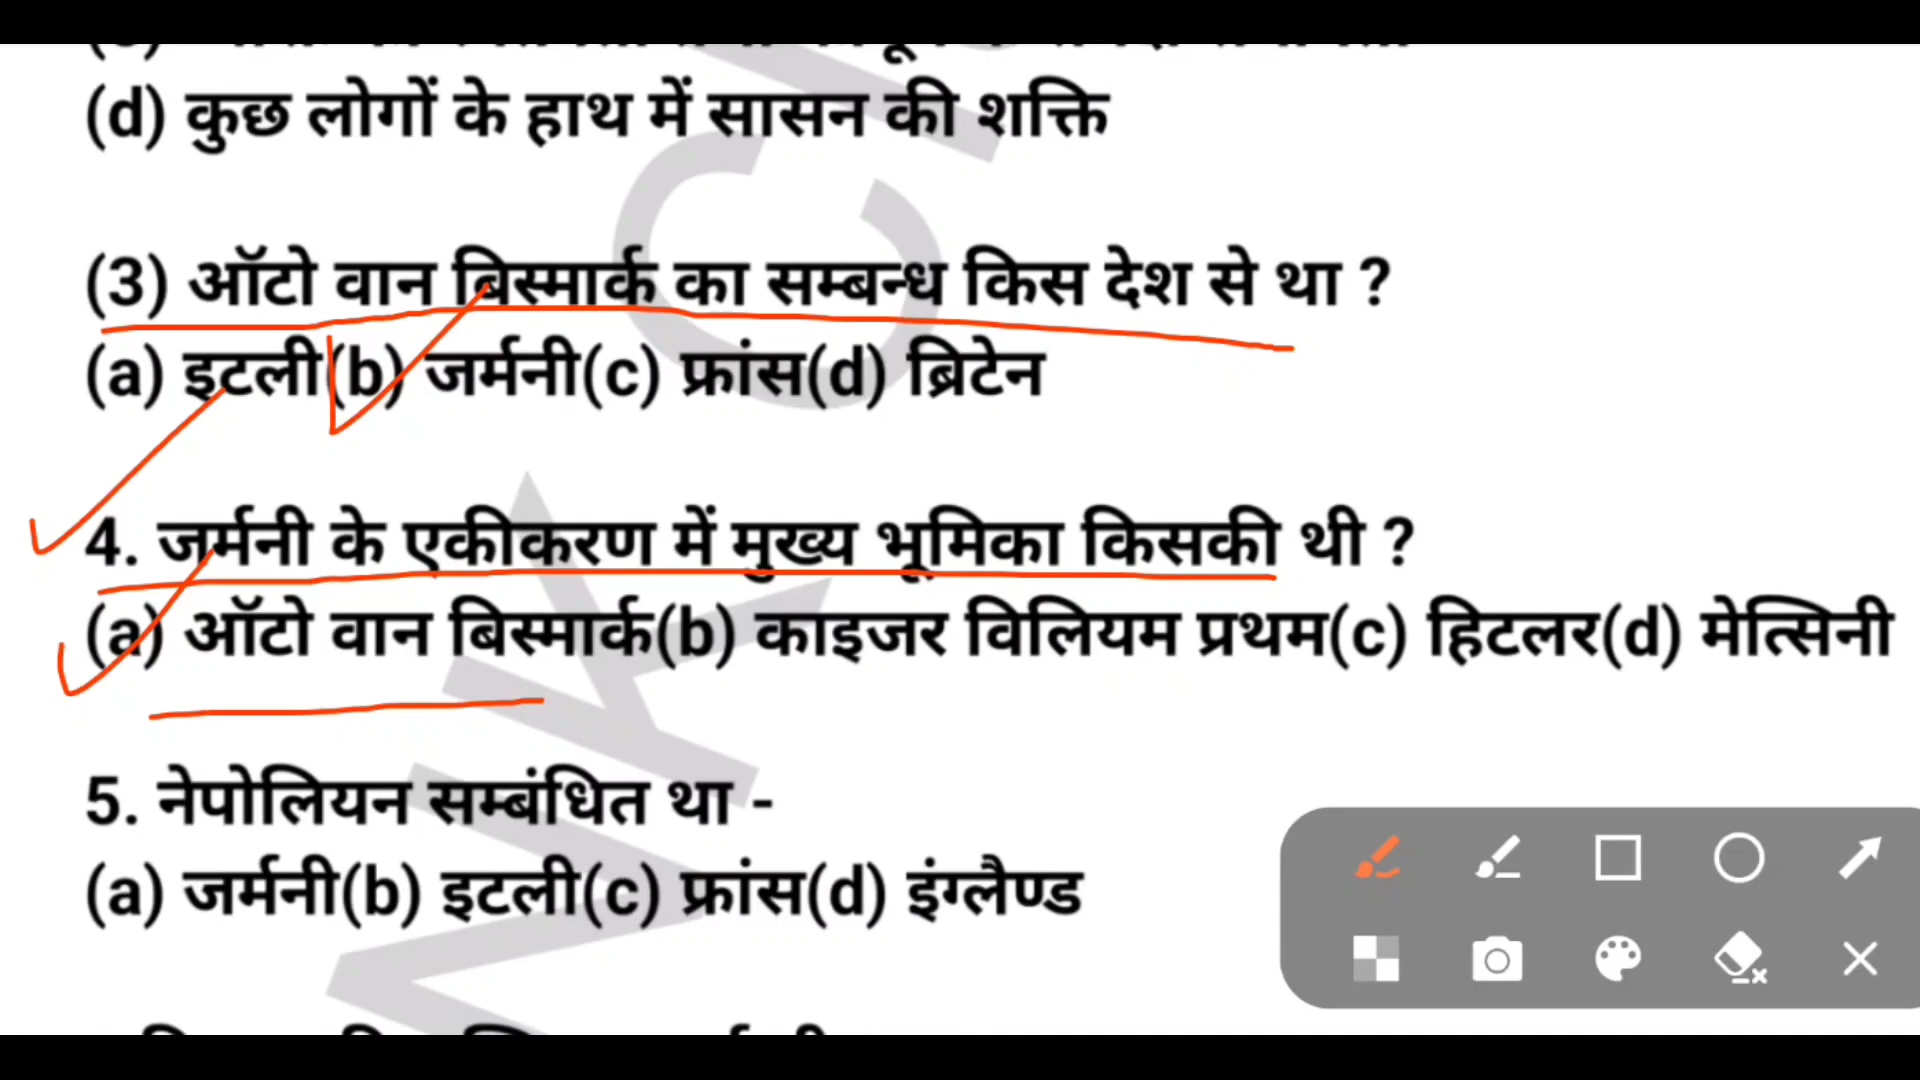 (d) कुछ लोगों के हाथ में सासन की शक्ति
(3) ऑटो वान बिस्मार्क का सम्बन्ध किस देश से था ?
(a) इटली(b) जर्मनी(c) फ्रांस(d) ब्रिटेन
4. जर्मनी के एकीकरण में मुख्य भूमिका किसकी थी ?
(a) ऑटो वान बिस्मार्क(b) काइजर विलियम प्रथम(c) हिटलर(d) मेत्सिनी
5. नेपोलियन सम्बंधित था -
(a) जर्मनी(b) इटली(c) फ्रांस(d) इंग्लैण्ड